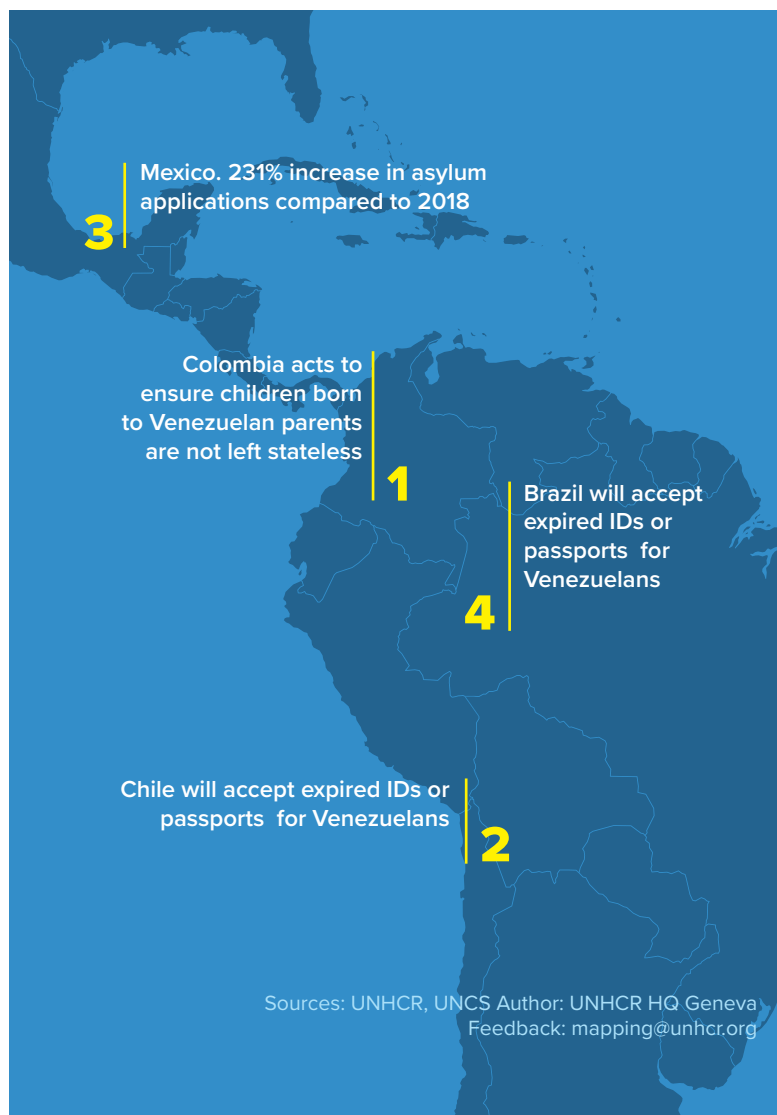 Mexico. 231% increase in asylum
applications compared to 2018
3
Colombia acts to
ensure children born
to Venezuelan parents
are not left stateless
1
Brazil will accept
expired IDs or
passports  for
Venezuelans
4
Chile will accept expired IDs or
passports  for Venezuelans
2
Sources: UNHCR, UNCS Author: UNHCR HQ Geneva
Feedback: mapping@unhcr.org